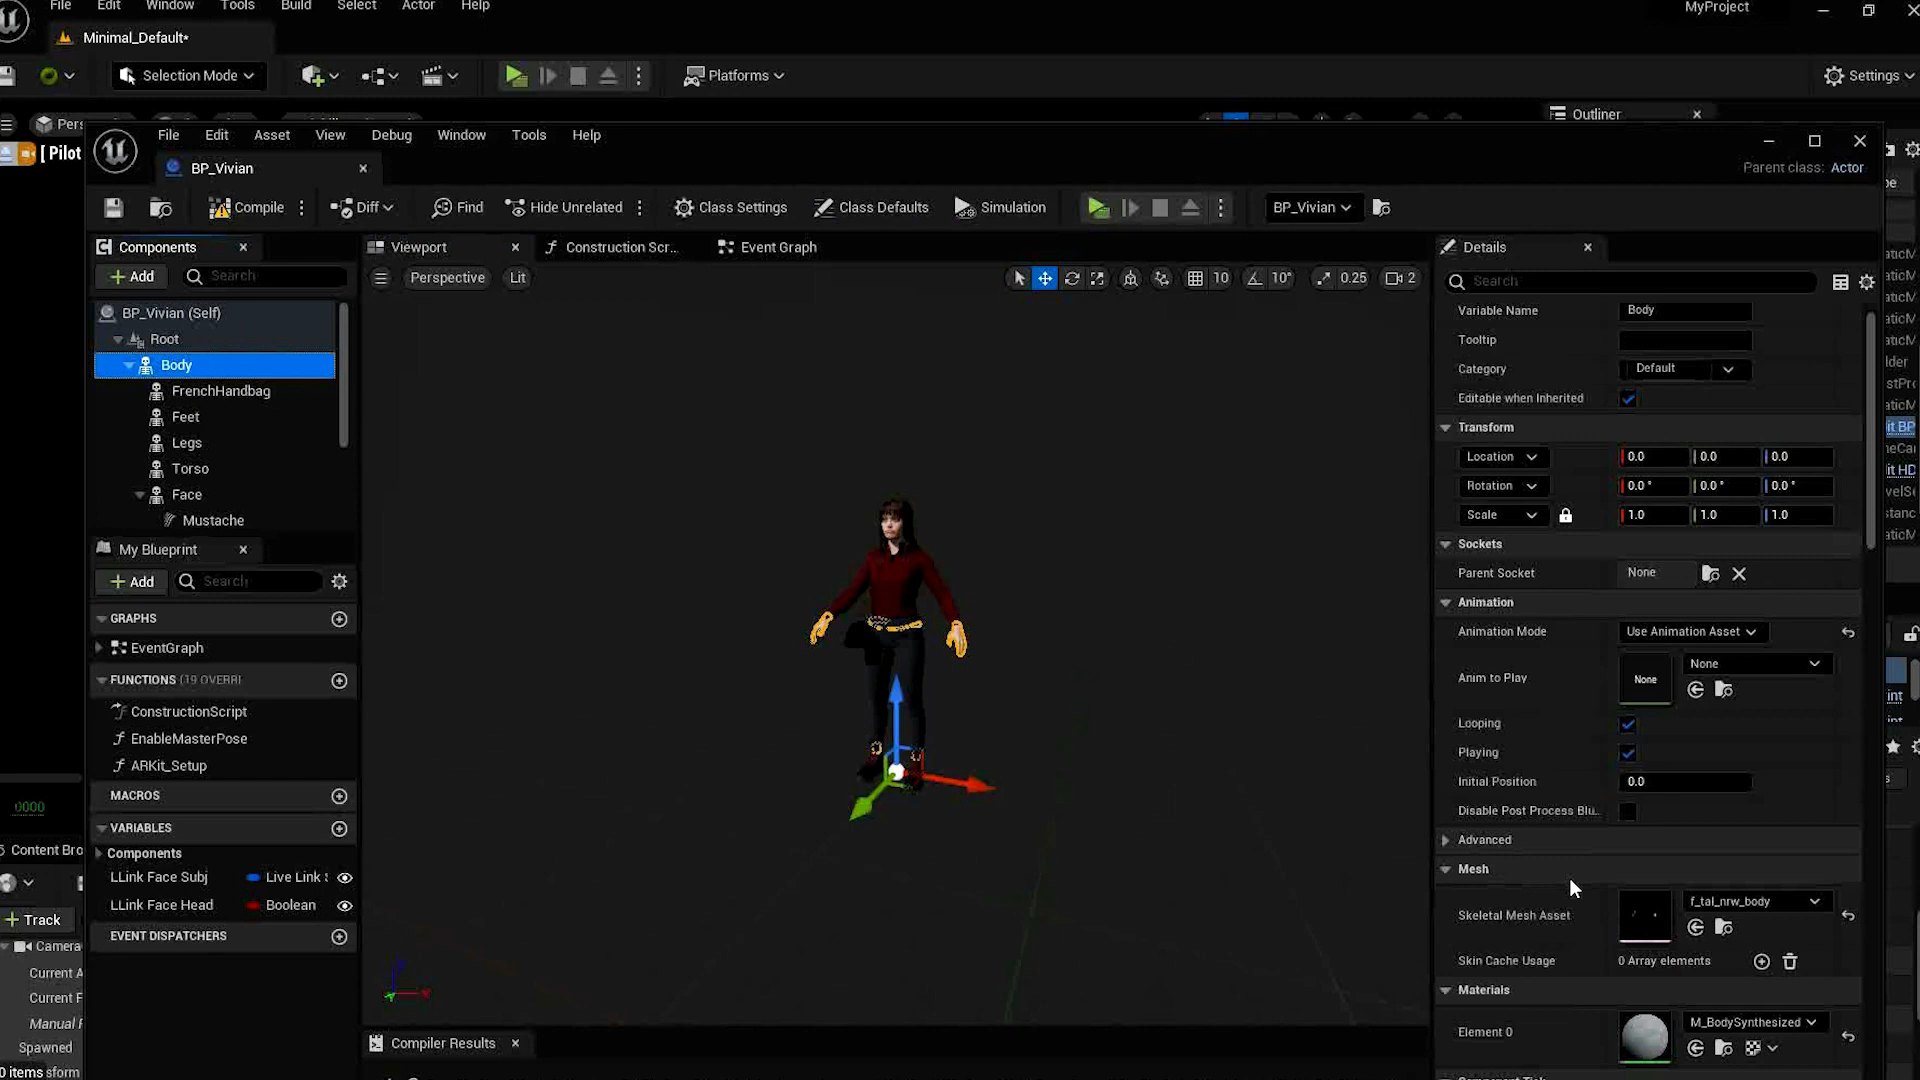 File Edit Window Tools Build Select Actor Help
MyProject
Minimal_Default*
Selection Mode
Platforms
Settings
Outliner
[ Pilot
File Edit Asset View Debug Window Tools Help
BP_Vivian
Parent class: Actor
Compile
Diff
Find
Hide Unrelated
Class Settings
Class Defaults
Simulation
BP_Vivian
Components
Viewport
Construction Scr...
Event Graph
Details
Add
Search
Perspective
Lit
10
10°
0.25
2
Search
BP_Vivian (Self)
Root
Body
FrenchHandbag
Feet
Legs
Torso
Face
Mustache
Variable Name
Body
Tooltip
Category
Default
Editable when Inherited
Transform
Location
0.0 0.0 0.0
Rotation
0.0° 0.0° 0.0°
Scale
1.0 1.0 1.0
Sockets
Parent Socket
None
Animation
Animation Mode
Use Animation Asset
Anim to Play
None
None
Looping
Playing
Initial Position
0.0
Disable Post Process Blu...
Advanced
Mesh
Skeletal Mesh Asset
f_tal_nrw_body
Skin Cache Usage
0 Array elements
Materials
Element 0
M_BodySynthesized
My Blueprint
Add
Search
GRAPHS
EventGraph
FUNCTIONS (19 OVERRI
ConstructionScript
EnableMasterPose
ARKit_Setup
MACROS
VARIABLES
Components
LLink Face Subj
Live Link
LLink Face Head
Boolean
EVENT DISPATCHERS
Compiler Results
0000
Content Bro
Track
Camera
Current A
Current F
Manual F
Spawned
0 items